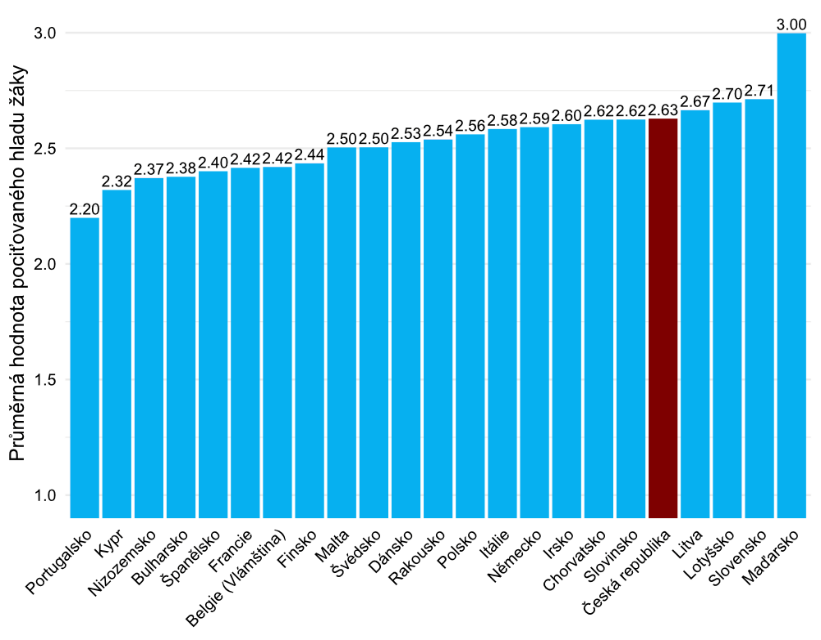 Průměrná hodnota pociťovaného hladu žáky
3.0
2.5
2.0
1.5
1.0
2.20
2.32
2.37
2.38
2.40
2.42
2.42
2.44
2.50
2.50
2.53
2.54
2.56
2.58
2.59
2.60
2.62
2.62
2.63
2.67
2.70
2.71
3.00
Portugalsko
Kypr
Nizozemsko
Bulharsko
Španělsko
Francie
Belgie (Vlámština)
Finsko
Malta
Švédsko
Dánsko
Rakousko
Polsko
Itálie
Německo
Irsko
Chorvatsko
Slovinsko
Česká republika
Litva
Lotyšsko
Slovensko
Maďarsko